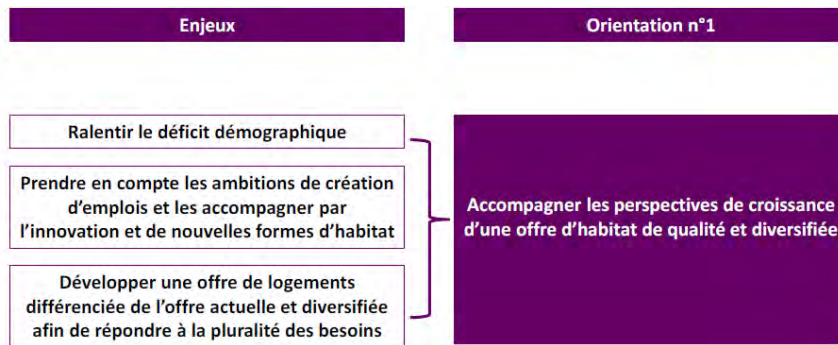 Enjeux
Orientation n°1
Ralentir le déficit démographique
Prendre en compte les ambitions de création
d'emplois et les accompagner par
l'innovation et de nouvelles formes d'habitat
Développer une offre de logements
différenciée de l'offre actuelle et diversifiée
afin de répondre à la pluralité des besoins
Accompagner les perspectives de croissance
d'une offre d'habitat de qualité et diversifiée